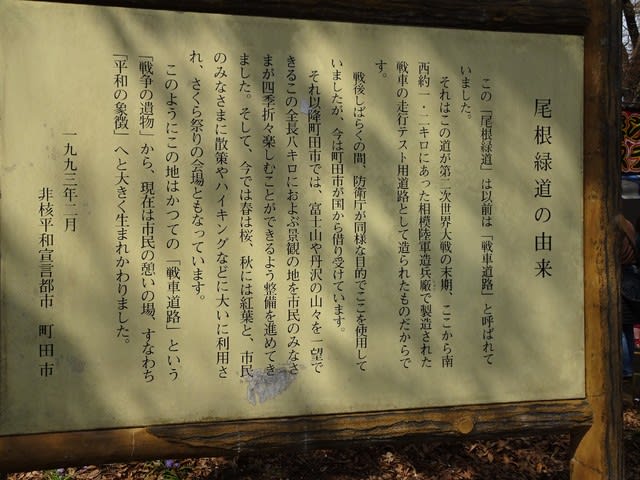 尾根緑道の由来
この「尾根緑道」は以前は「戦車道路」と呼ばれて
いました。
それはこの道が第二次世界大戦の末期、ここから南
西約一・二キロにあった相模陸軍造兵廠で製造された
戦車の走行テスト用道路として造られたものだからで
す。
戦後しばらくの間、防衛庁が同様な目的でここを使用して
いましたが、今は町田市が国から借り受けています。
それ以降町田市では、富士山や丹沢の山々を一望で
きるこの全長八キロにおよぶ景観の地を市民のみなさ
まが四季折々楽しむことができるよう整備を進めてき
ました。そして、今では春は桜、秋には紅葉と、市民
のみなさまに散策やハイキングなどに大いに利用さ
れ、さくら祭りの会場ともなっています。
このようにこの地はかつての「戦車道路」という
「戦争の遺物」から、現在は市民の憩いの場、すなわち
「平和の象徴」へと大きく生まれかわりました。
一九九三年二月
非核平和宣言都市 町田市